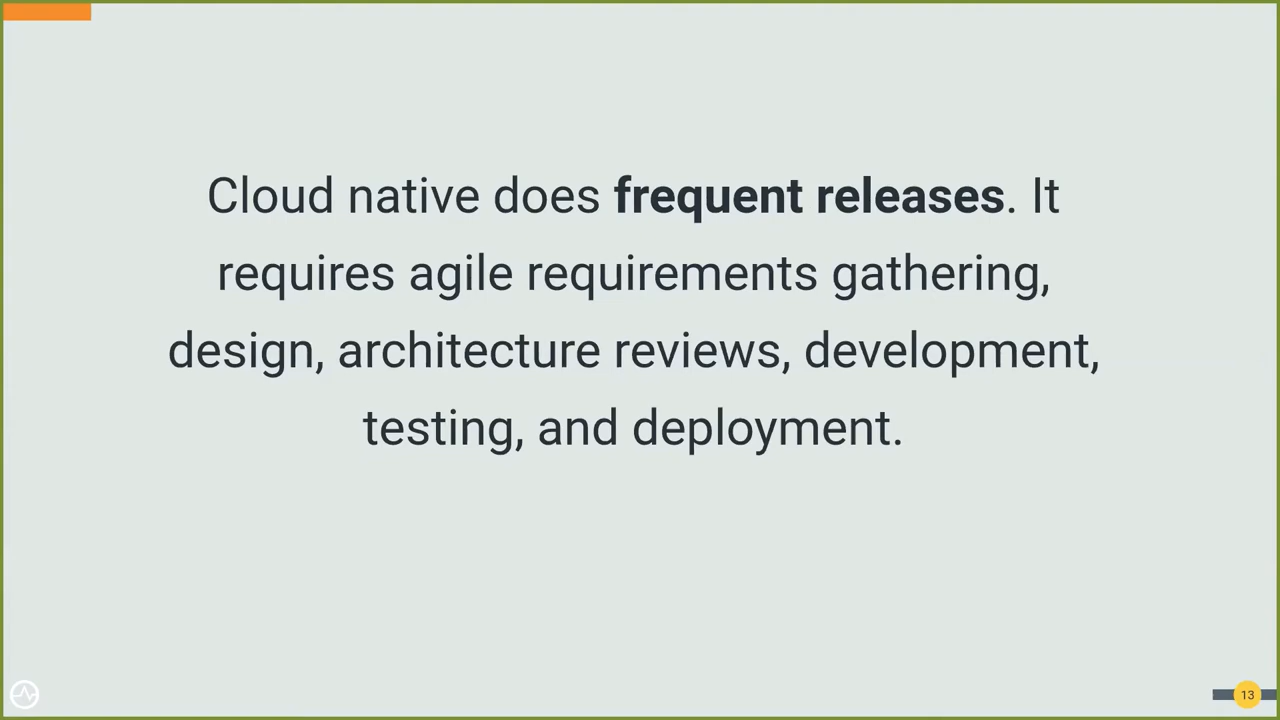 Cloud native does frequent releases. It
requires agile requirements gathering,
design, architecture reviews, development,
testing, and deployment.
13